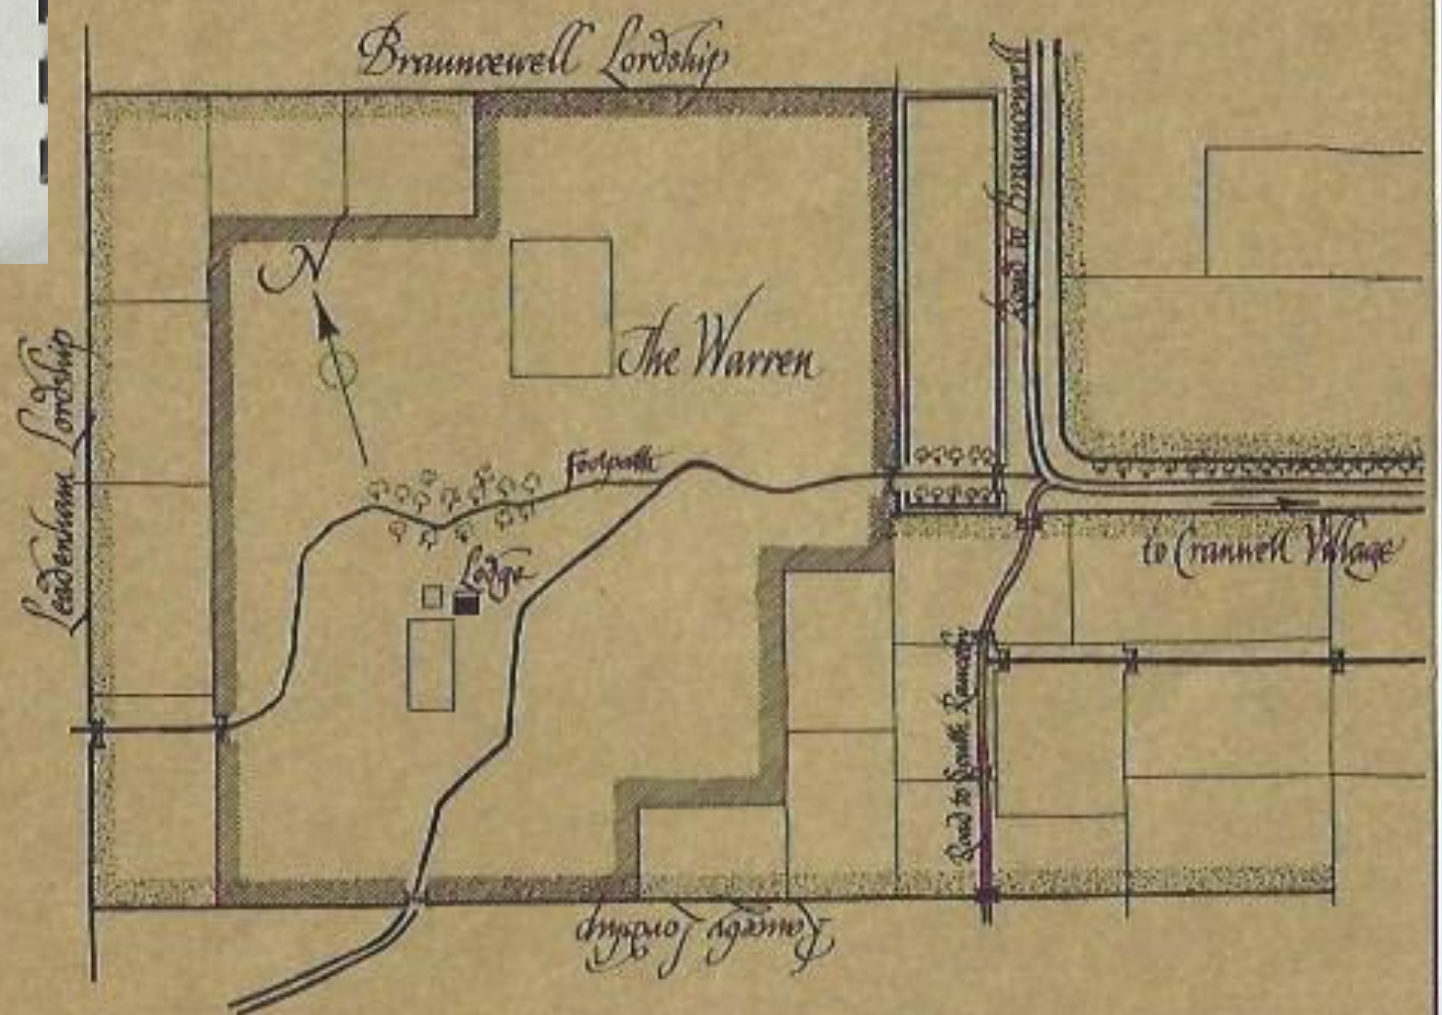 Brauncewell Lordship
Road to Brauncewell
N
The Warren
Leadenham Lordship
Footpath
Lodge
to Cranwell Village
Road to South Rauceby
Rauceby Lordship